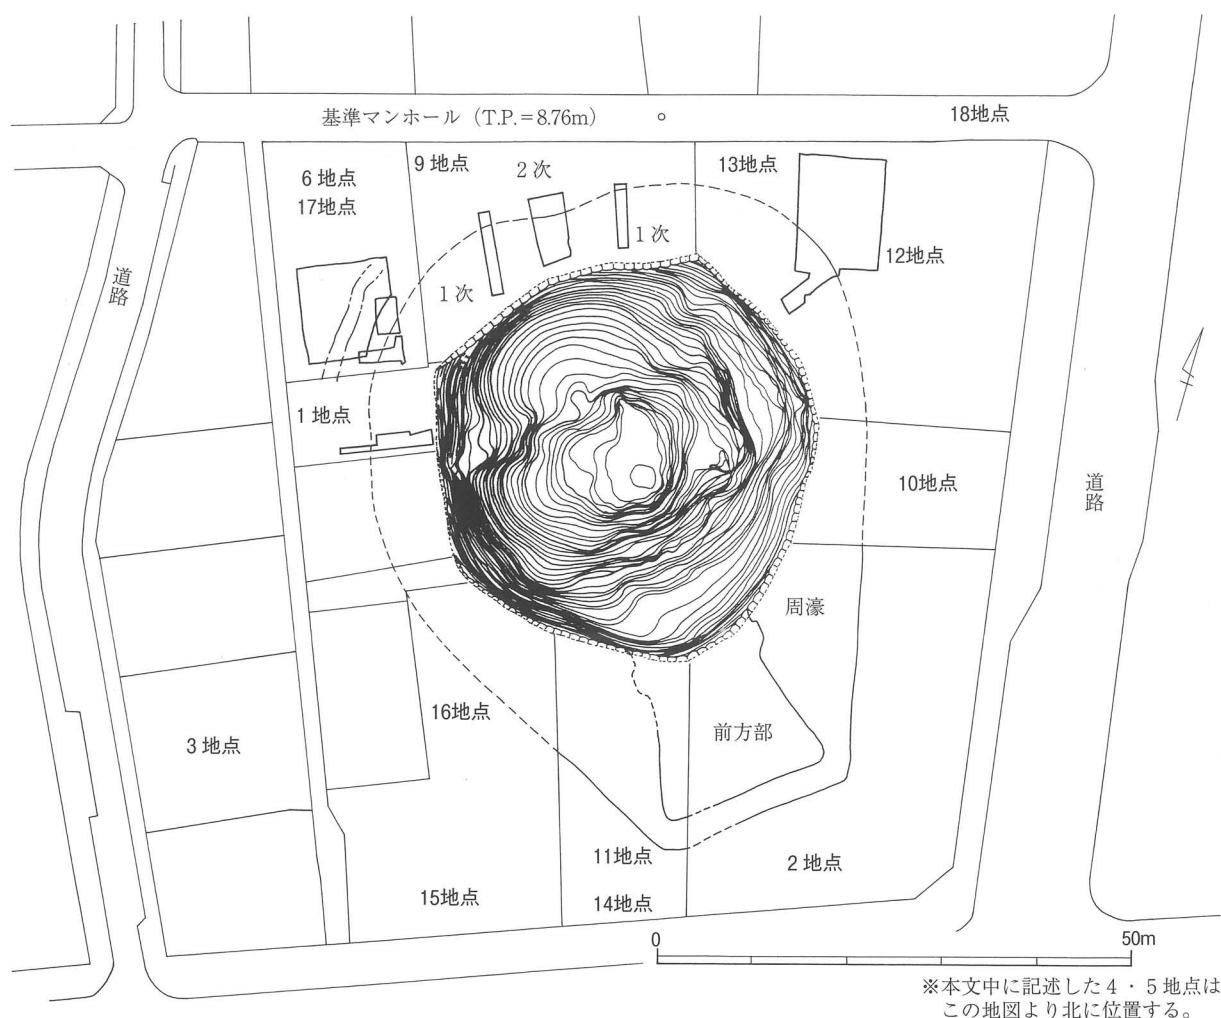 基準マンホール（T.P.＝8.76m）
18地点
6地点
17地点
9地点
2次
13地点
1次
12地点
道路
1次
1地点
10地点
道路
周濠
16地点
前方部
3地点
11地点
2地点
15地点
14地点
0
50m
※本文中に記述した4・5地点は
この地図より北に位置する。